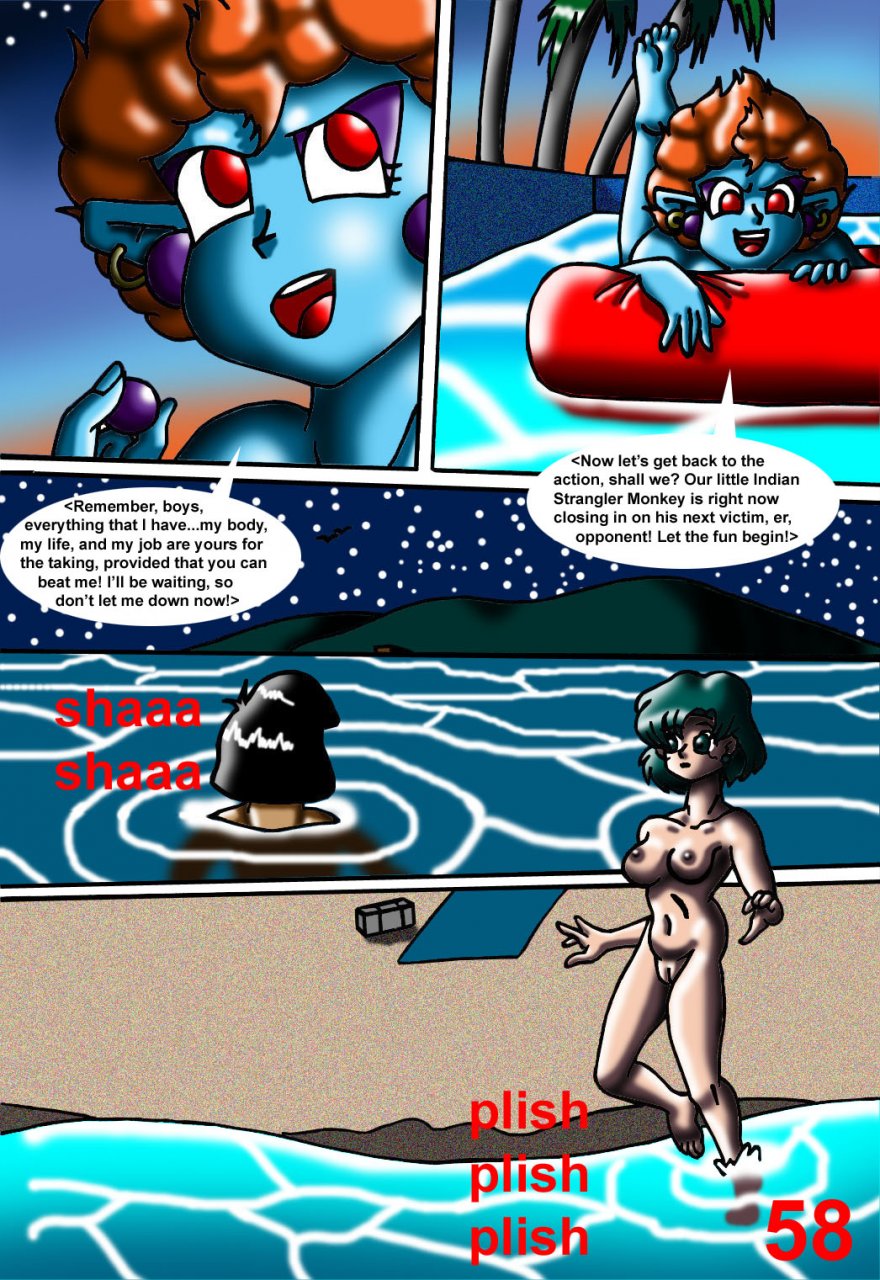 <Remember, boys,
everything that I have...my body,
my life, and my job are yours for
the taking, provided that you can
beat me! I'll be waiting, so
don't let me down now!>
<Now let's get back to the
action, shall we? Our little Indian
Strangler Monkey is right now
closing in on his next victim, er,
opponent! Let the fun begin!>
shaaa
shaaa
plish
plish
plish
58